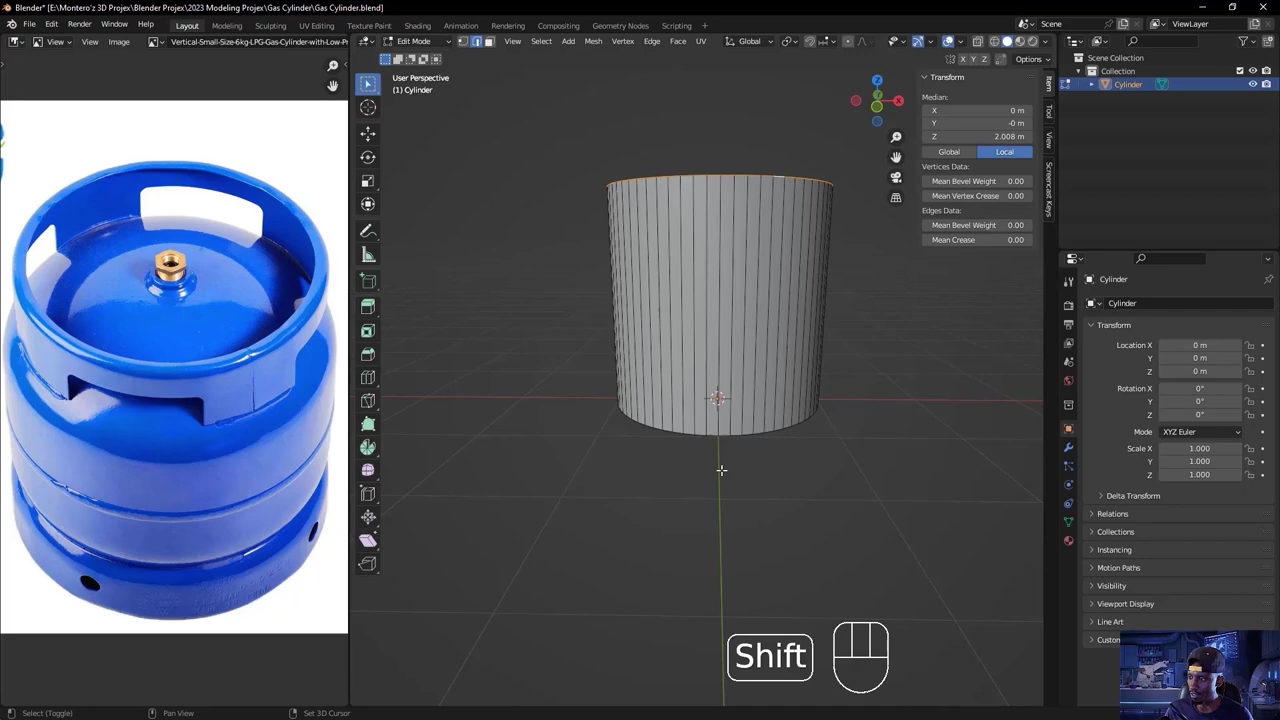 Blender* [E:\Montero'z 3D Projex\Blender Projex\2023 Modeling Projex\Gas Cylinder\Gas Cylinder.blend]
File Edit Render Window Help Layout Modeling Sculpting UV Editing Texture Paint Shading Animation Rendering Compositing Geometry Nodes Scripting Scene ViewLayer
View View Image Vertical-Small-Size-6kg-LPG-Gas-Cylinder-with-Low-Pr Edit Mode View Select Add Mesh Vertex Edge Face UV Global
X Y Z Options
Scene Collection
Collection
Cylinder
User Perspective
(1) Cylinder
Transform
Median:
X 0 m
Y -0 m
Z 2.008 m
Global Local
Vertices Data:
Mean Bevel Weight 0.00
Mean Vertex Crease 0.00
Edges Data:
Mean Bevel Weight 0.00
Mean Crease 0.00
Item
Tool
View
Screencast Keys
Z
Y
X
Cylinder
Cylinder
Transform
Location X 0 m
Y 0 m
Z 0 m
Rotation X 0°
Y 0°
Z 0°
Mode XYZ Euler
Scale X 1.000
Y 1.000
Z 1.000
Delta Transform
Relations
Collections
Instancing
Motion Paths
Visibility
Viewport Display
Line Art
Custo
Shift
Select (Toggle) Pan View Set 3D Cursor